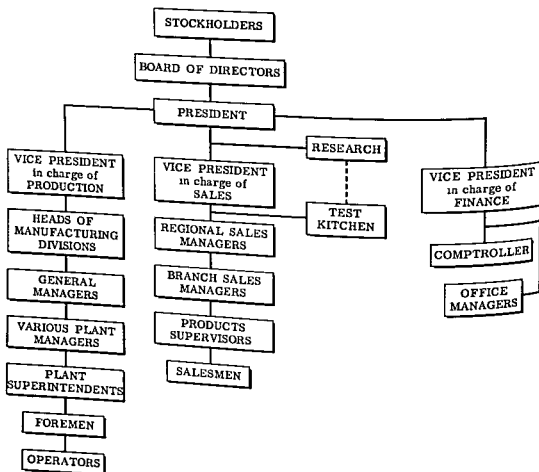 STOCKHOLDERS
BOARD OF DIRECTORS
PRESIDENT
RESEARCH
VICE PRESIDENT
in charge of
PRODUCTION
VICE PRESIDENT
in charge of
SALES
VICE PRESIDENT
in charge of
FINANCE
TEST
KITCHEN
HEADS OF
MANUFACTURING
DIVISIONS
REGIONAL SALES
MANAGERS
COMPTROLLER
GENERAL
MANAGERS
BRANCH SALES
MANAGERS
OFFICE
MANAGERS
VARIOUS PLANT
MANAGERS
PRODUCTS
SUPERVISORS
PLANT
SUPERINTENDENTS
SALESMEN
FOREMEN
OPERATORS